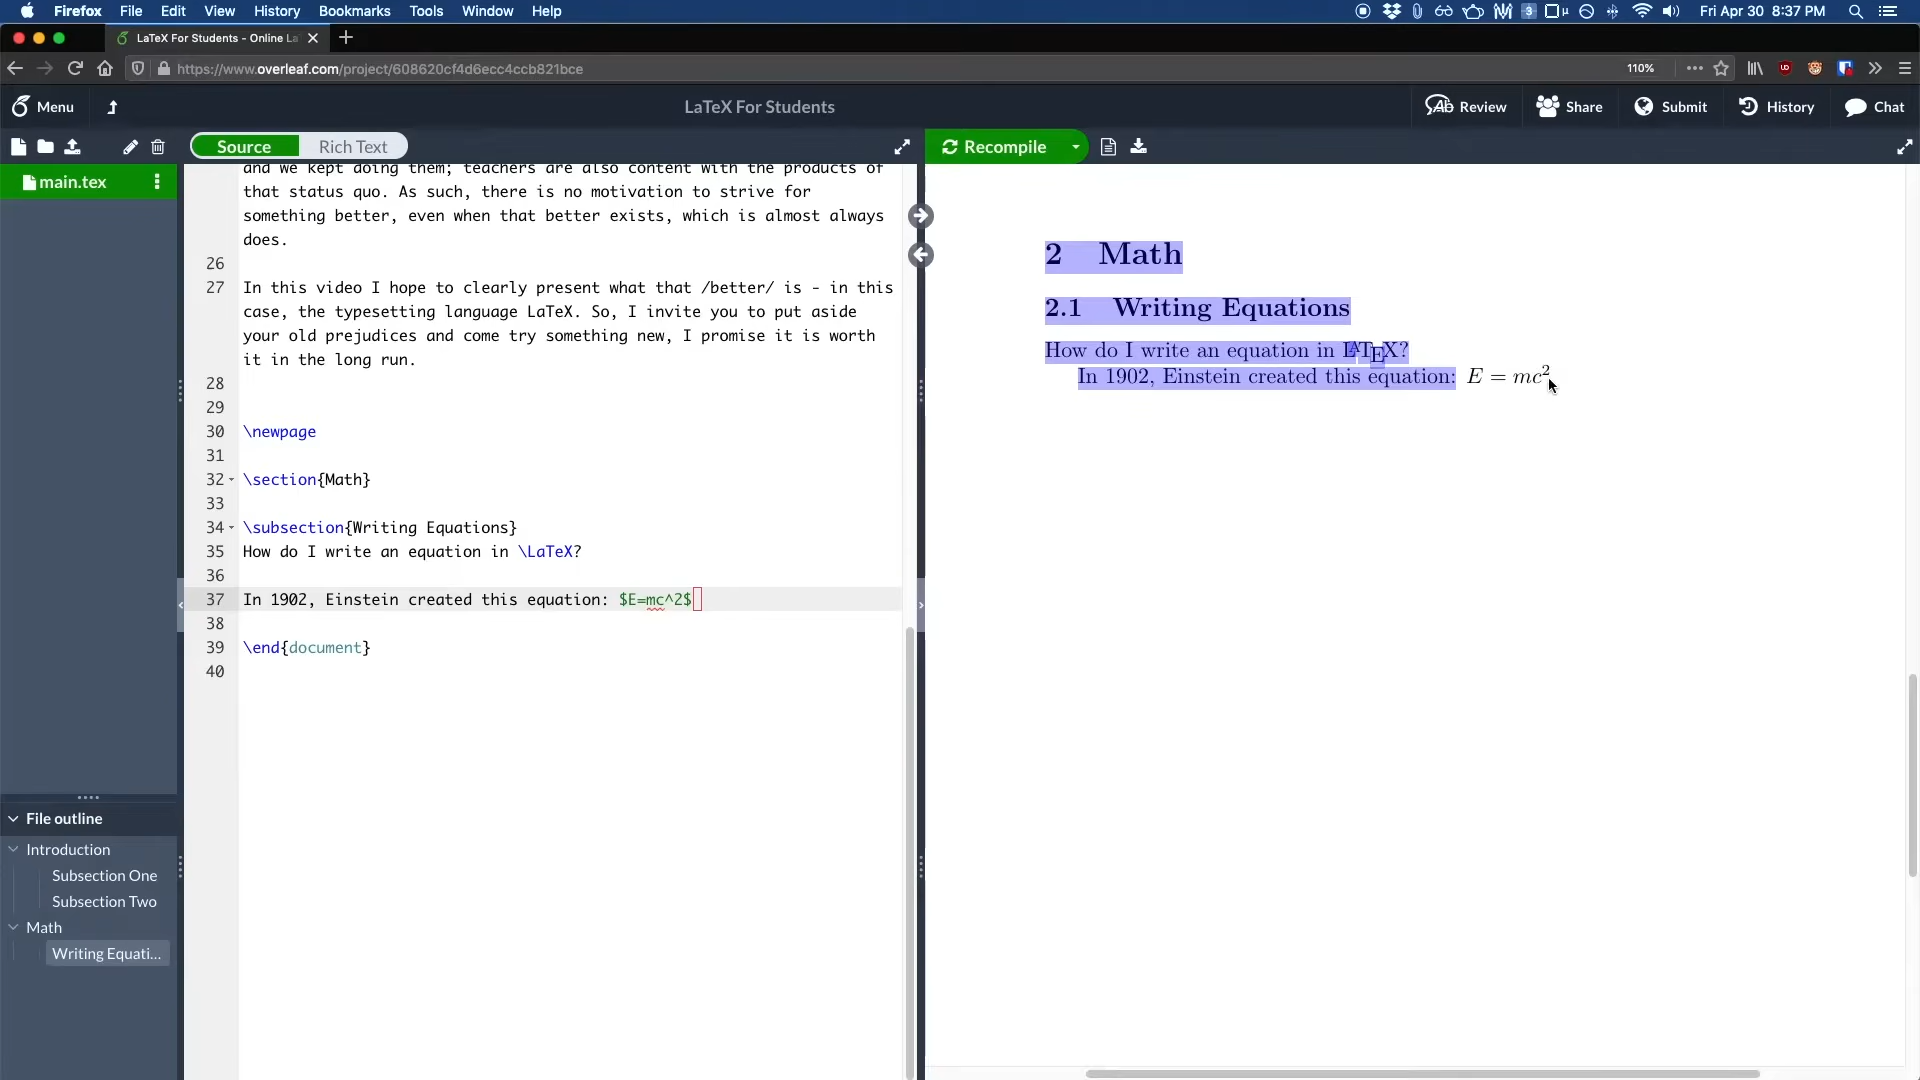 Firefox File Edit View History Bookmarks Tools Window Help 3 μ Fri Apr 30 8:37 PM
LaTeX For Students - Online La
https://www.overleaf.com/project/608620cf4d6ecc4ccb821bce 110%
Menu LaTeX For Students Review Share Submit History Chat
Source Rich Text Recompile
main.tex
and we kept doing them; teachers are also content with the products of
that status quo. As such, there is no motivation to strive for
something better, even when that better exists, which is almost always
does.
26
27 In this video I hope to clearly present what that /better/ is - in this
case, the typesetting language LaTeX. So, I invite you to put aside
your old prejudices and come try something new, I promise it is worth
it in the long run.
28
29
30 \newpage
31
32 \section{Math}
33
34 \subsection{Writing Equations}
35 How do I write an equation in \LaTeX?
36
37 In 1902, Einstein created this equation: $E=mc^2$
38
39 \end{document}
40
File outline
Introduction
Subsection One
Subsection Two
Math
Writing Equati...
2 Math
2.1 Writing Equations
How do I write an equation in LATEX?
In 1902, Einstein created this equation: E = mc²